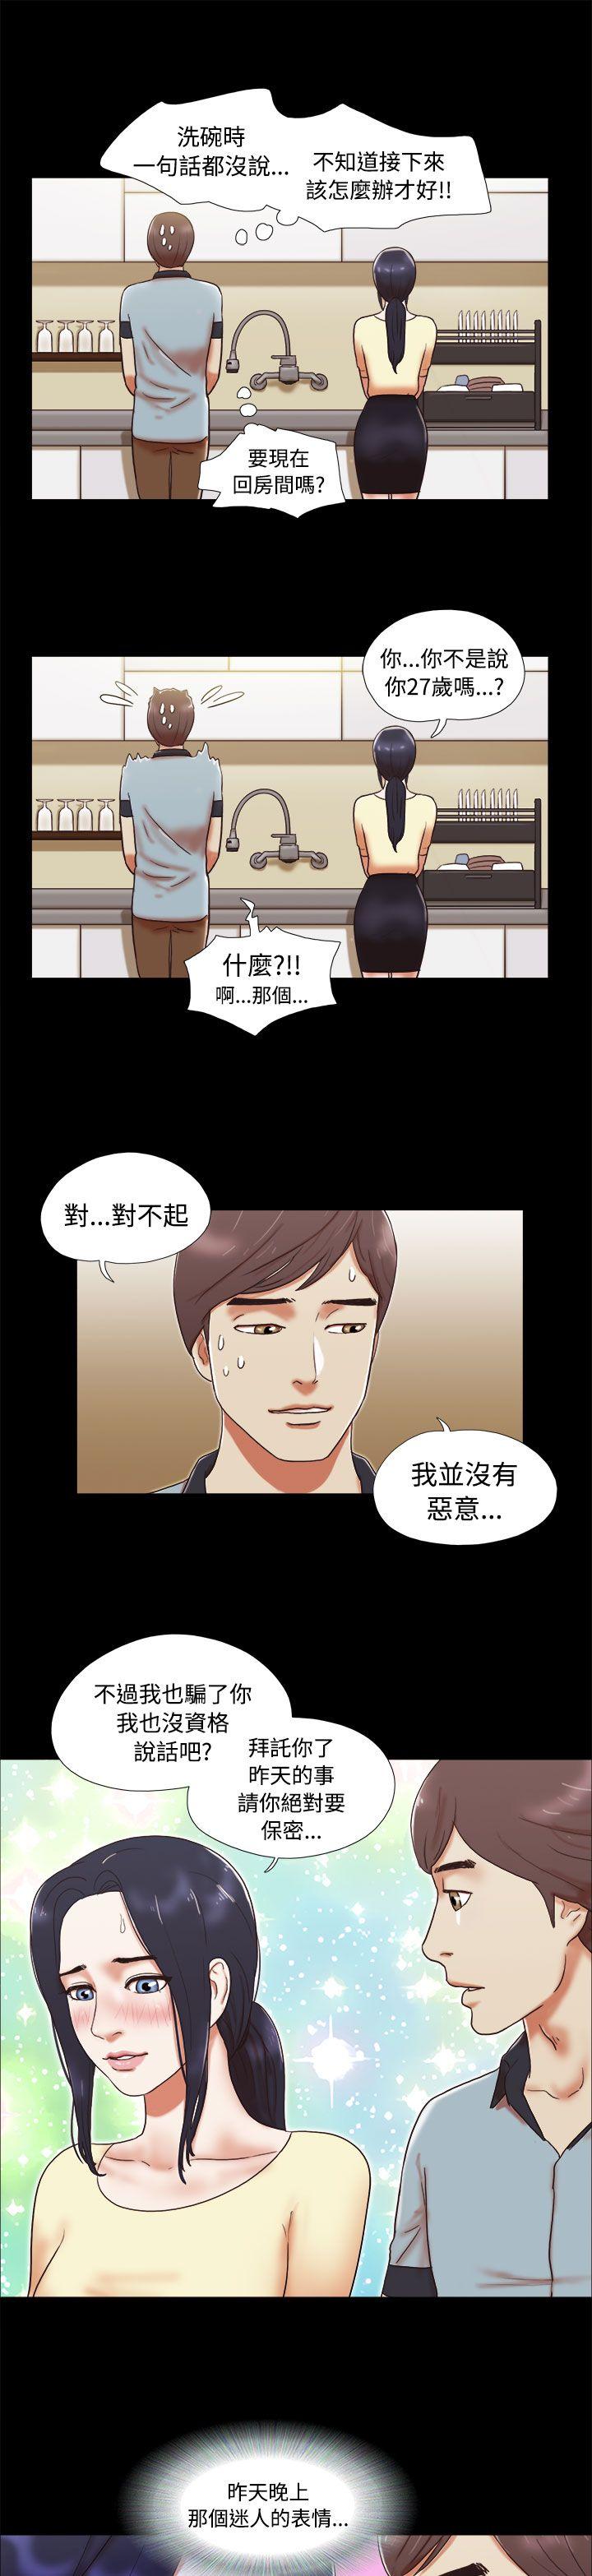 洗碗時
一句話都沒說...
不知道接下來
該怎麼辦才好!!
要現在
回房間嗎?
你...你不是說
你27歲嗎...?
什麼?!!
啊...那個...
對...對不起
我並沒有
惡意...
不過我也騙了你
我也沒資格
說話吧?
拜託你了
昨天的事
請你絕對要
保密...
昨天晚上
那個迷人的表情...